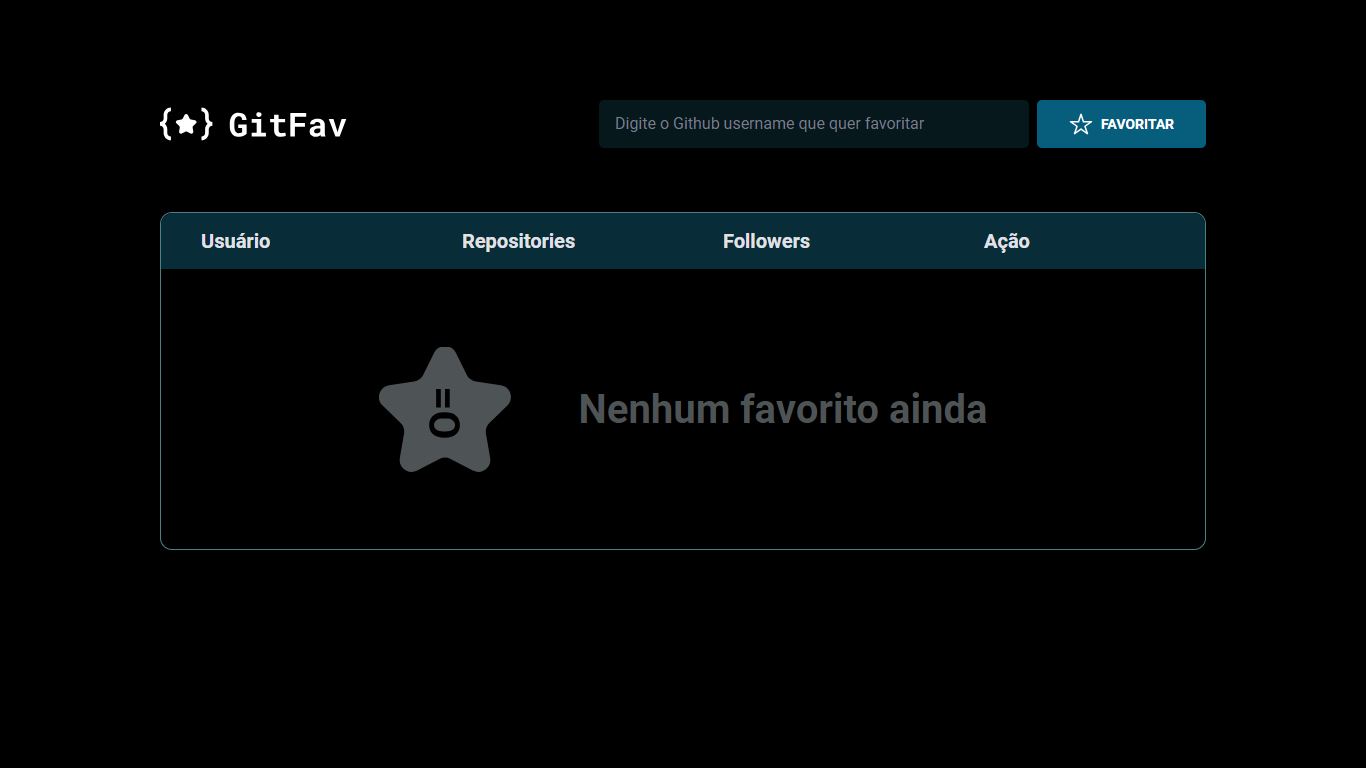 {★} GitFav
Digite o Github username que quer favoritar
FAVORITAR
Usuário Repositories Followers Ação
Nenhum favorito ainda